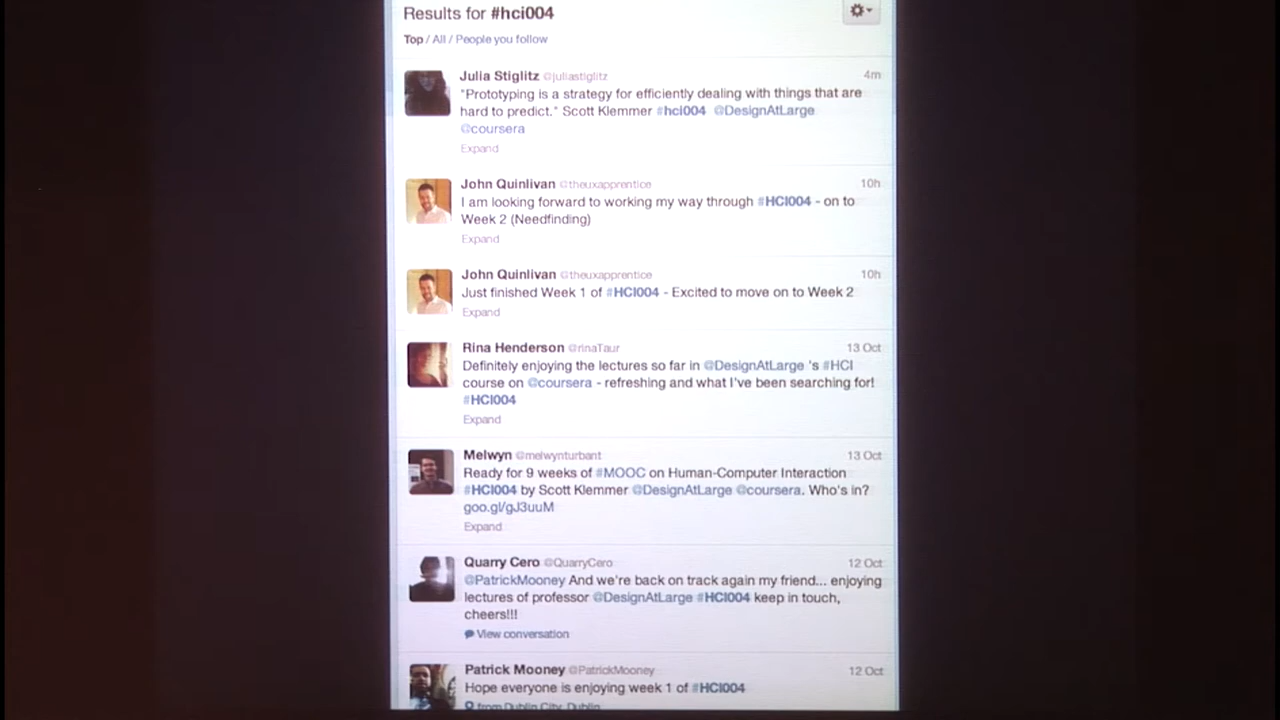 Results for #hci004
Top / All / People you follow
Julia Stiglitz @juliastiglitz 4m
"Prototyping is a strategy for efficiently dealing with things that are
hard to predict." Scott Klemmer #hci004 @DesignAtLarge
@coursera
Expand
John Quinlivan @theuxapprentice 10h
I am looking forward to working my way through #HCI004 - on to
Week 2 (Needfinding)
Expand
John Quinlivan @theuxapprentice 10h
Just finished Week 1 of #HCI004 - Excited to move on to Week 2
Expand
Rina Henderson @rinaTaur 13 Oct
Definitely enjoying the lectures so far in @DesignAtLarge 's #HCI
course on @coursera - refreshing and what I've been searching for!
#HCI004
Expand
Melwyn @melwynturbant 13 Oct
Ready for 9 weeks of #MOOC on Human-Computer Interaction
#HCI004 by Scott Klemmer @DesignAtLarge @coursera. Who's in?
goo.gl/gJ3uuM
Expand
Quarry Cero @QuarryCero 12 Oct
@PatrickMooney And we're back on track again my friend... enjoying
lectures of professor @DesignAtLarge #HCI004 keep in touch,
cheers!!!
View conversation
Patrick Mooney @PatrickMooney 12 Oct
Hope everyone is enjoying week 1 of #HCI004
from Dublin City, Dublin